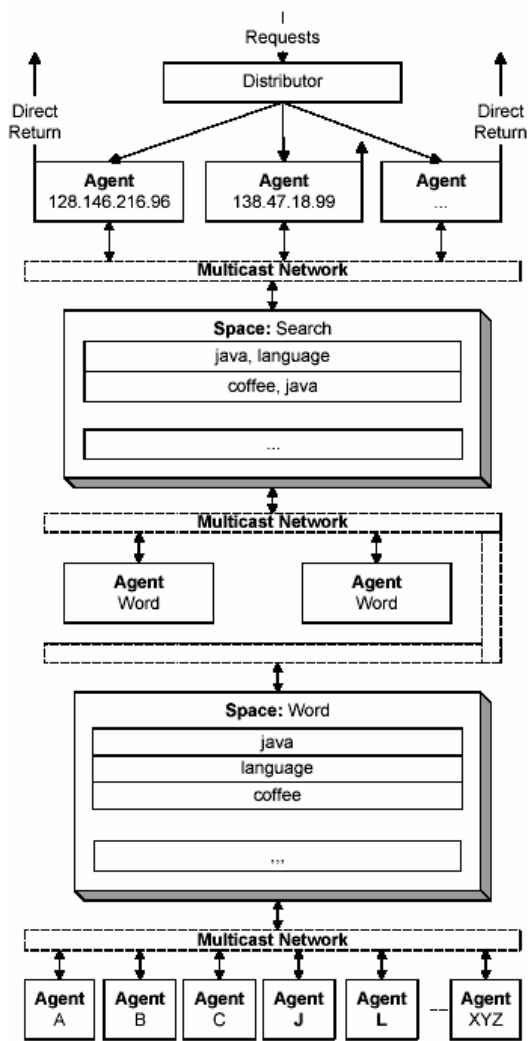 Requests
Distributor
Direct
Return
Direct
Return
Agent
128.146.216.96
Agent
138.47.18.99
Agent
...
Multicast Network
Space: Search
java, language
coffee, java
...
Multicast Network
Agent
Word
Agent
Word
Space: Word
java
language
coffee
,,,
Multicast Network
Agent
A
Agent
B
Agent
C
Agent
J
Agent
L
Agent
XYZ